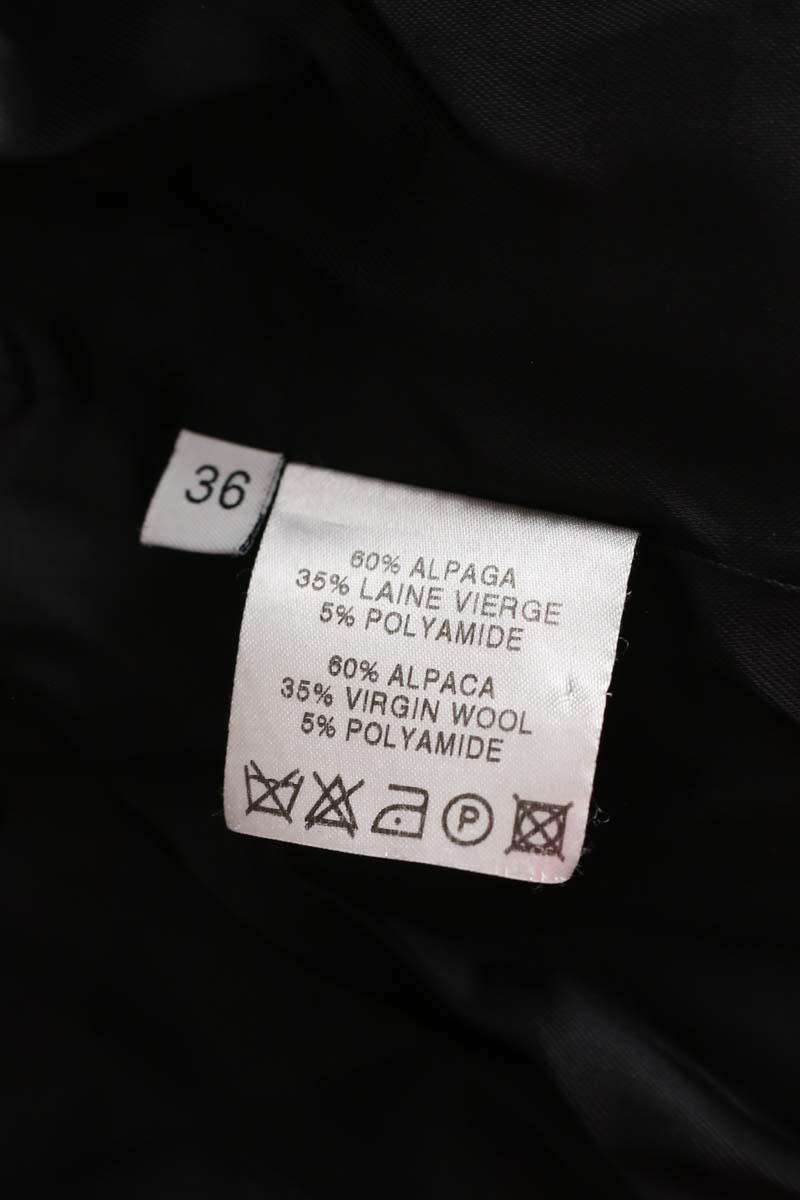 36
60% ALPAGA
35% LAINE VIERGE
5% POLYAMIDE
60% ALPACA
35% VIRGIN WOOL
5% POLYAMIDE
P